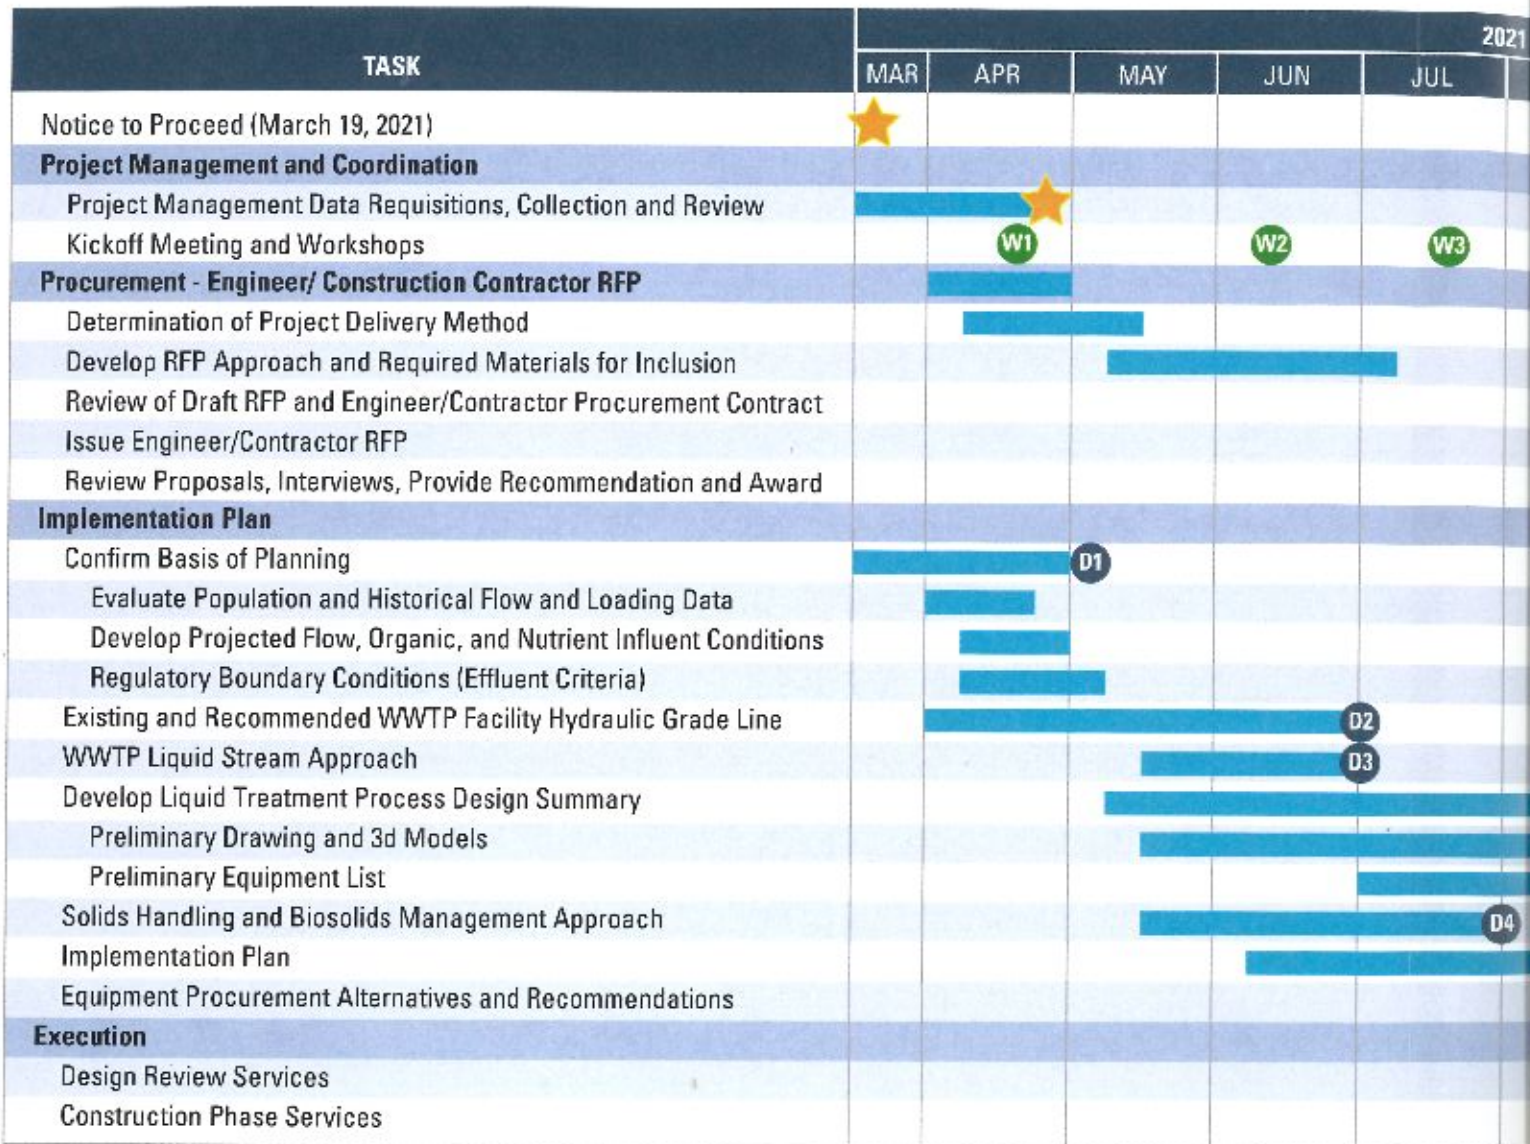 2021
TASK MAR APR MAY JUN JUL
Notice to Proceed (March 19, 2021)
Project Management and Coordination
Project Management Data Requisitions, Collection and Review
Kickoff Meeting and Workshops W1 W2 W3
Procurement - Engineer/ Construction Contractor RFP
Determination of Project Delivery Method
Develop RFP Approach and Required Materials for Inclusion
Review of Draft RFP and Engineer/Contractor Procurement Contract
Issue Engineer/Contractor RFP
Review Proposals, Interviews, Provide Recommendation and Award
Implementation Plan
Confirm Basis of Planning D1
Evaluate Population and Historical Flow and Loading Data
Develop Projected Flow, Organic, and Nutrient Influent Conditions
Regulatory Boundary Conditions (Effluent Criteria)
Existing and Recommended WWTP Facility Hydraulic Grade Line D2
WWTP Liquid Stream Approach D3
Develop Liquid Treatment Process Design Summary
Preliminary Drawing and 3d Models
Preliminary Equipment List
Solids Handling and Biosolids Management Approach D4
Implementation Plan
Equipment Procurement Alternatives and Recommendations
Execution
Design Review Services
Construction Phase Services